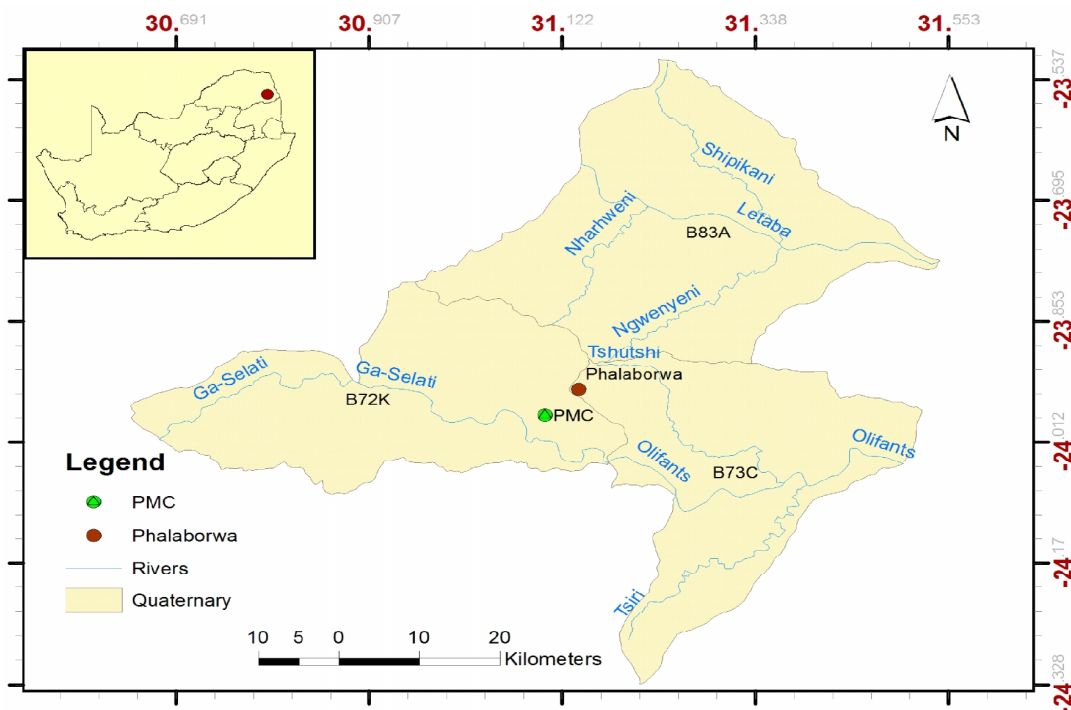 30.691 30.907 31.122 31.338 31.553
-23.537
N
Shipikani
-23.695
Nharhweni
Letaba
B83A
Ngwenyeni
-23.853
Tshutshi
Ga-Selati
Ga-Selati
Phalaborwa
B72K
PMC
-24.012
Olifants
Olifants
B73C
Legend
PMC
Phalaborwa
-24.17
Rivers
Quaternary
Tsiri
10 5 0 10 20
Kilometers
-24.328